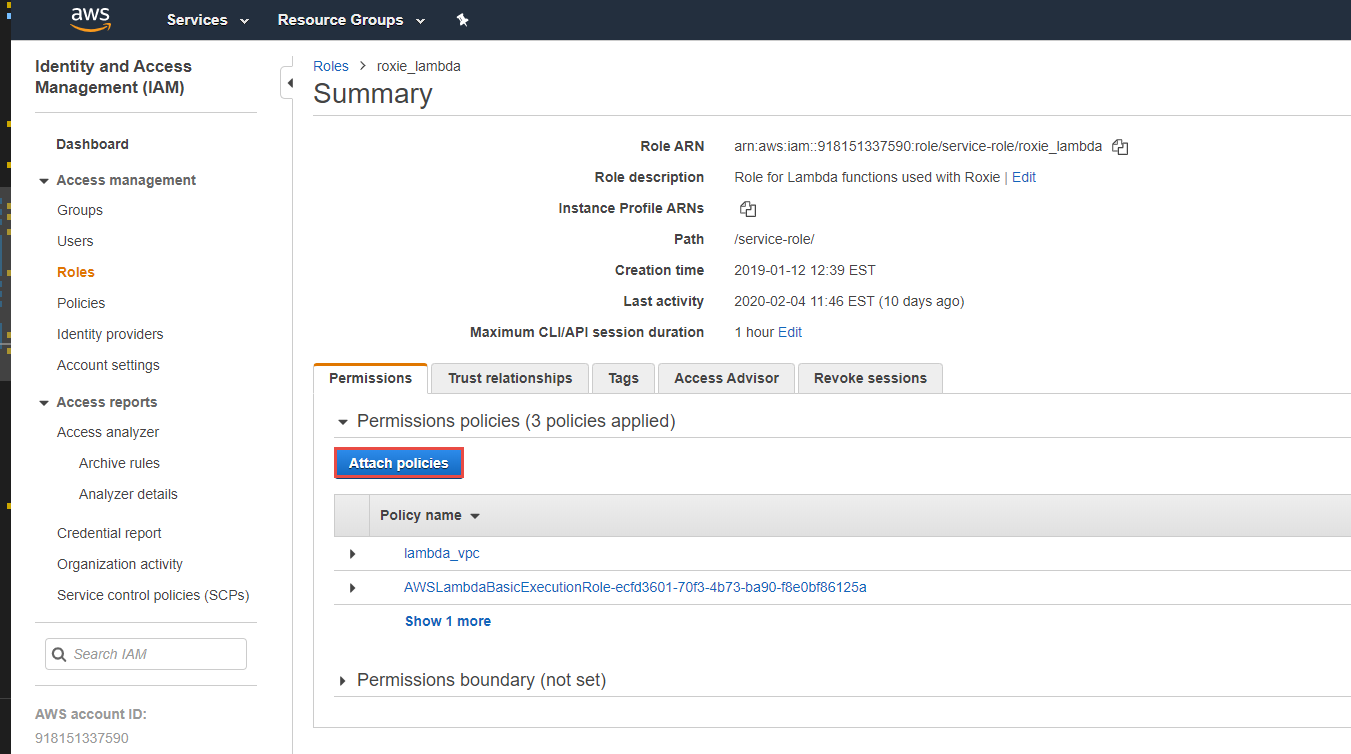 aws
Services
Resource Groups
Identity and Access
Management (IAM)
Dashboard
Access management
Groups
Users
Roles
Policies
Identity providers
Account settings
Access reports
Access analyzer
Archive rules
Analyzer details
Credential report
Organization activity
Service control policies (SCPs)
Search IAM
AWS account ID:
918151337590
Roles > roxie_lambda
Summary
Role ARN arn:aws:iam::918151337590:role/service-role/roxie_lambda
Role description Role for Lambda functions used with Roxie | Edit
Instance Profile ARNs
Path /service-role/
Creation time 2019-01-12 12:39 EST
Last activity 2020-02-04 11:46 EST (10 days ago)
Maximum CLI/API session duration 1 hour Edit
Permissions Trust relationships Tags Access Advisor Revoke sessions
Permissions policies (3 policies applied)
Attach policies
Policy name
lambda_vpc
AWSLambdaBasicExecutionRole-ecfd3601-70f3-4b73-ba90-f8e0bf86125a
Show 1 more
Permissions boundary (not set)